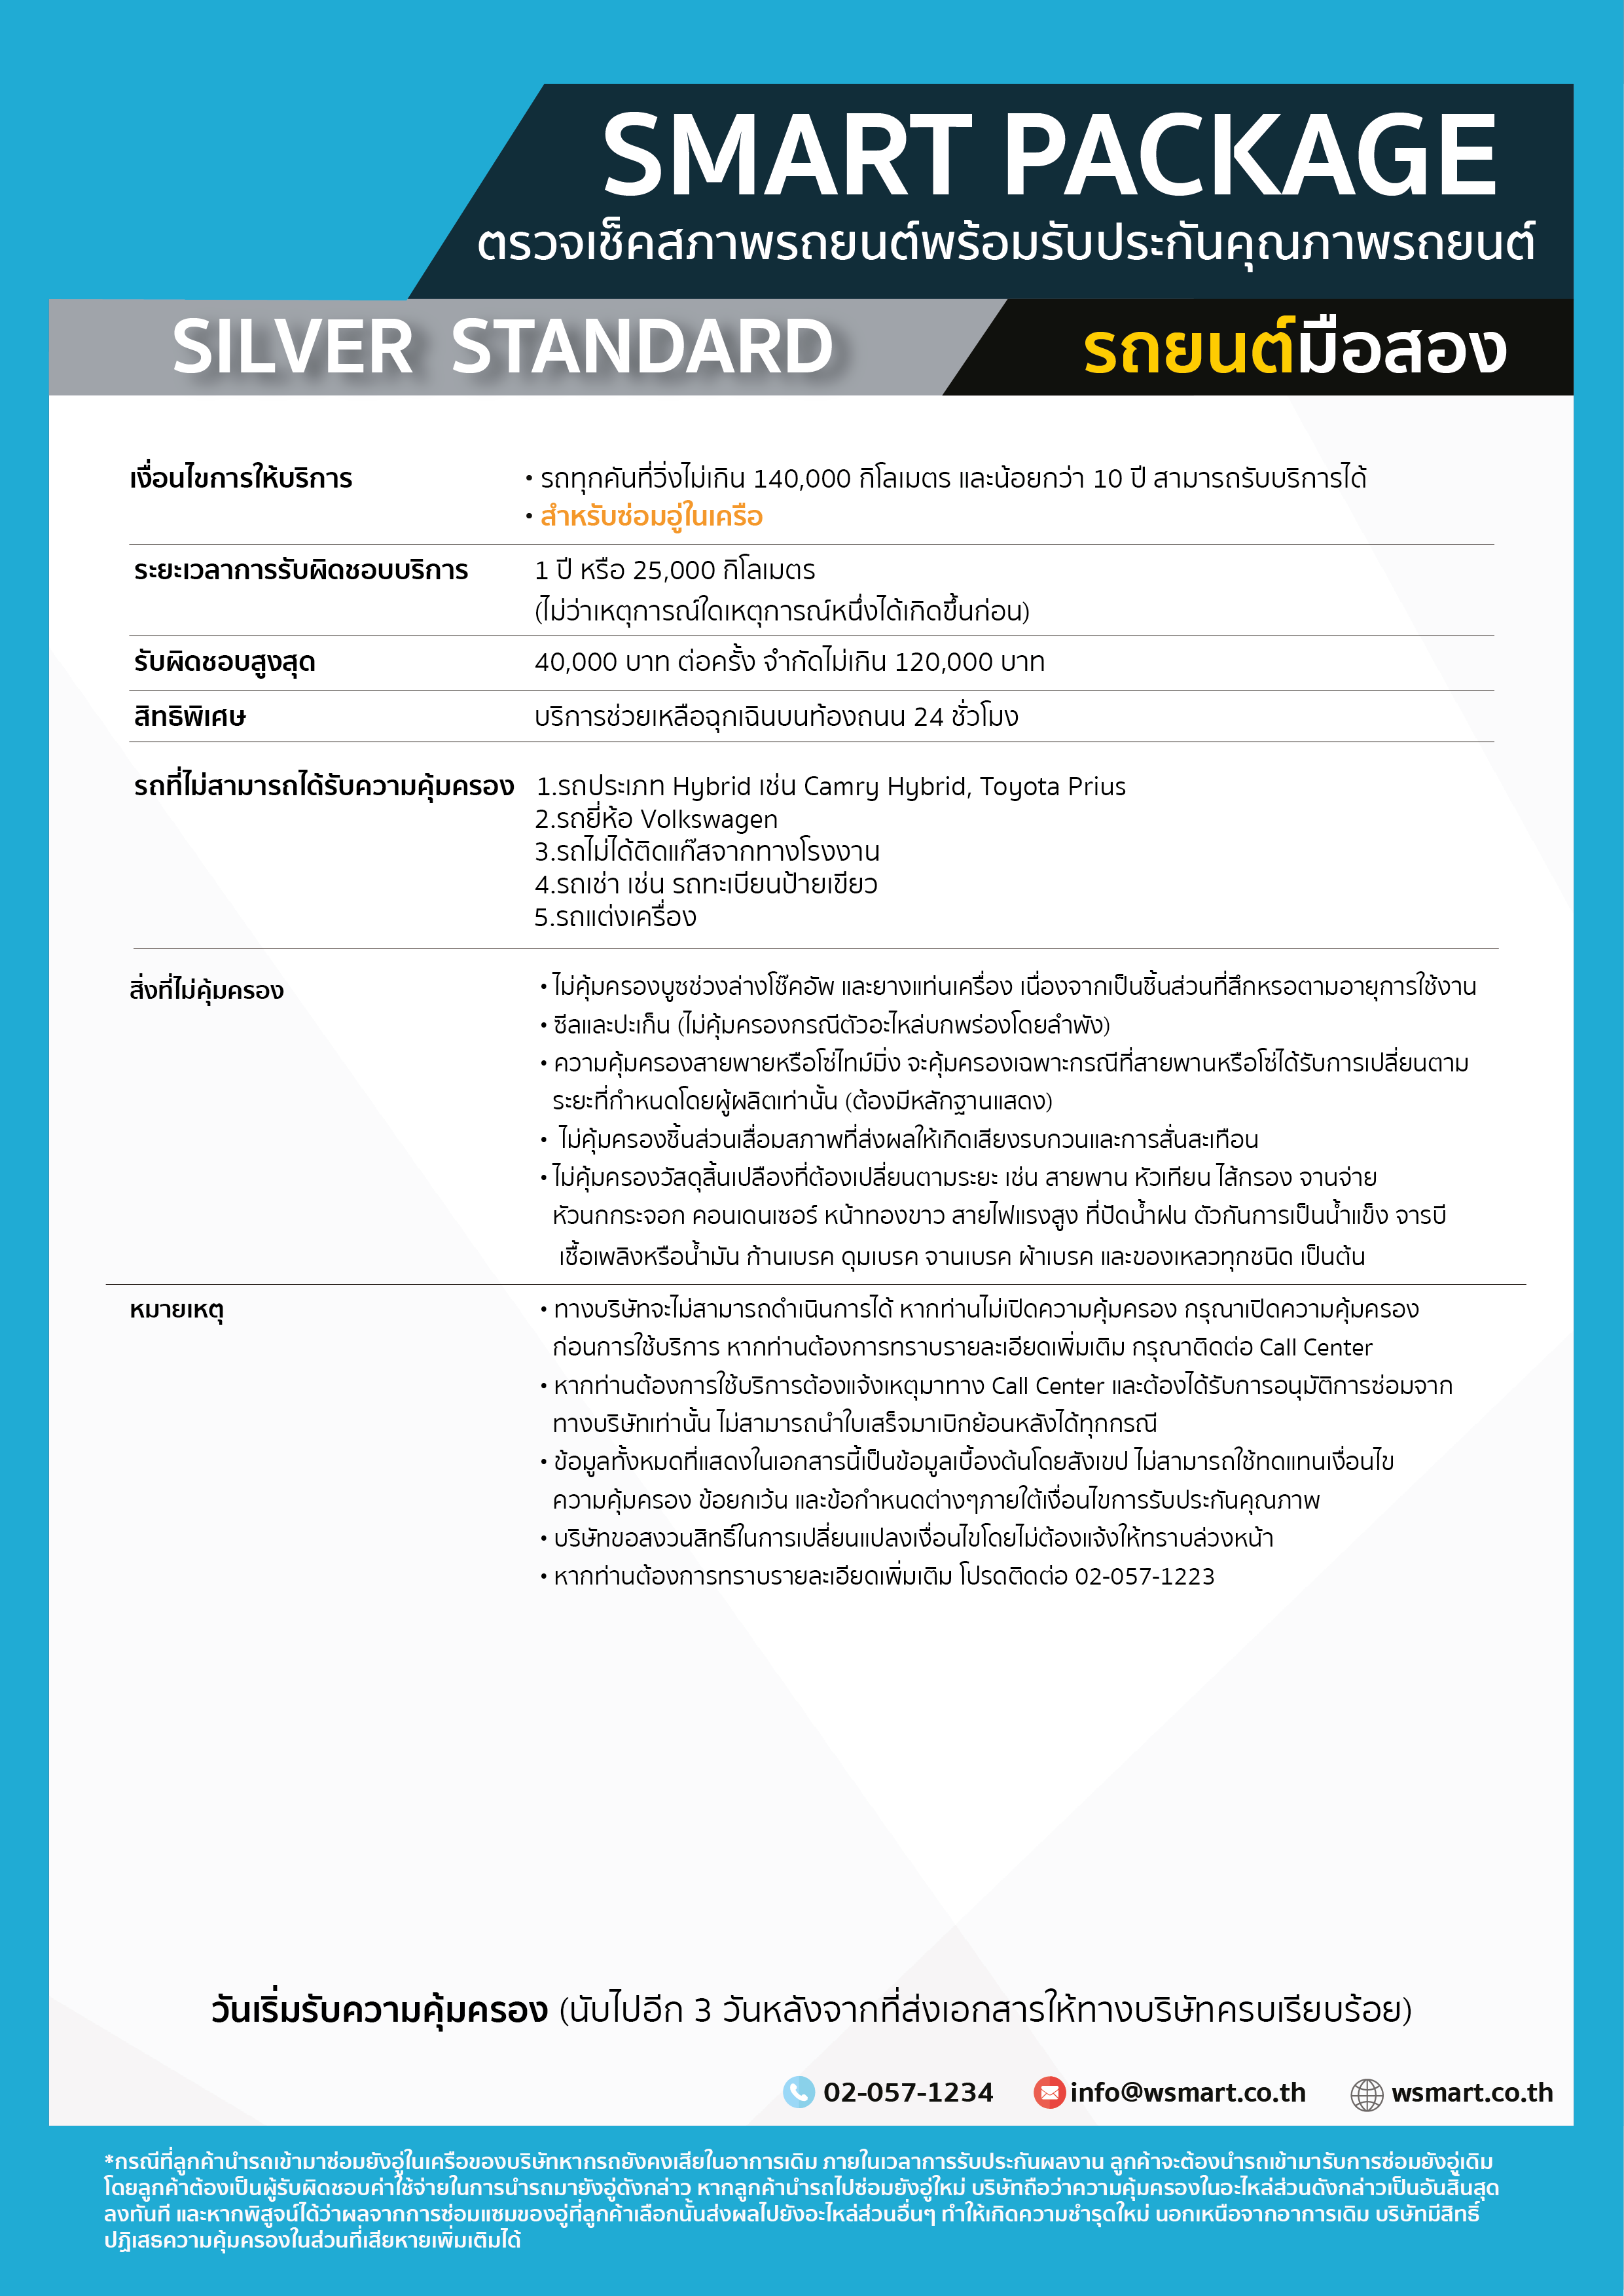 SMART PACKAGE
ตรวจเช็คสภาพรถยนต์พร้อมรับประกันคุณภาพรถยนต์
SILVER STANDARD
รถยนต์มือสอง
เงื่อนไขการให้บริการ
• รถทุกคันที่วิ่งไม่เกิน 140,000 กิโลเมตร และน้อยกว่า 10 ปี สามารถรับบริการได้
• สำหรับซ่อมอู่ในเครือ
ระยะเวลาการรับผิดชอบบริการ
1 ปี หรือ 25,000 กิโลเมตร
(ไม่ว่าเหตุการณ์ใดเหตุการณ์หนึ่งได้เกิดขึ้นก่อน)
รับผิดชอบสูงสุด
40,000 บาท ต่อครั้ง จำกัดไม่เกิน 120,000 บาท
สิทธิพิเศษ
บริการช่วยเหลือฉุกเฉินบนท้องถนน 24 ชั่วโมง
รถที่ไม่สามารถได้รับความคุ้มครอง
1.รถประเภท Hybrid เช่น Camry Hybrid, Toyota Prius
2.รถยี่ห้อ Volkswagen
3.รถไม่ได้ติดแก๊สจากทางโรงงาน
4.รถเช่า เช่น รถทะเบียนป้ายเขียว
5.รถแต่งเครื่อง
สิ่งที่ไม่คุ้มครอง
• ไม่คุ้มครองบูซช่วงล่างโช๊คอัพ และยางแท่นเครื่อง เนื่องจากเป็นชิ้นส่วนที่สึกหรอตามอายุการใช้งาน
• ซีลและปะเก็น (ไม่คุ้มครองกรณีตัวอะไหล่บกพร่องโดยลำพัง)
• ความคุ้มครองสายพายหรือโซ่ไทม์มิ่ง จะคุ้มครองเฉพาะกรณีที่สายพานหรือโซ่ได้รับการเปลี่ยนตาม
ระยะที่กำหนดโดยผู้ผลิตเท่านั้น (ต้องมีหลักฐานแสดง)
• ไม่คุ้มครองชิ้นส่วนเสื่อมสภาพที่ส่งผลให้เกิดเสียงรบกวนและการสั่นสะเทือน
• ไม่คุ้มครองวัสดุสิ้นเปลืองที่ต้องเปลี่ยนตามระยะ เช่น สายพาน หัวเทียน ไส้กรอง จานจ่าย
หัวนกกระจอก คอนเดนเซอร์ หน้าทองขาว สายไฟแรงสูง ที่ปัดน้ำฝน ตัวกันการเป็นน้ำแข็ง จารบี
เชื้อเพลิงหรือน้ำมัน ก้านเบรค ดุมเบรค จานเบรค ผ้าเบรค และของเหลวทุกชนิด เป็นต้น
หมายเหตุ
• ทางบริษัทจะไม่สามารถดำเนินการได้ หากท่านไม่เปิดความคุ้มครอง กรุณาเปิดความคุ้มครอง
ก่อนการใช้บริการ หากท่านต้องการทราบรายละเอียดเพิ่มเติม กรุณาติดต่อ Call Center
• หากท่านต้องการใช้บริการต้องแจ้งเหตุมาทาง Call Center และต้องได้รับการอนุมัติการซ่อมจาก
ทางบริษัทเท่านั้น ไม่สามารถนำใบเสร็จมาเบิกย้อนหลังได้ทุกกรณี
• ข้อมูลทั้งหมดที่แสดงในเอกสารนี้เป็นข้อมูลเบื้องต้นโดยสังเขป ไม่สามารถใช้ทดแทนเงื่อนไข
ความคุ้มครอง ข้อยกเว้น และข้อกำหนดต่างๆภายใต้เงื่อนไขการรับประกันคุณภาพ
• บริษัทขอสงวนสิทธิ์ในการเปลี่ยนแปลงเงื่อนไขโดยไม่ต้องแจ้งให้ทราบล่วงหน้า
• หากท่านต้องการทราบรายละเอียดเพิ่มเติม โปรดติดต่อ 02-057-1223
วันเริ่มรับความคุ้มครอง (นับไปอีก 3 วันหลังจากที่ส่งเอกสารให้ทางบริษัทครบเรียบร้อย)
02-057-1234 info@wsmart.co.th wsmart.co.th
*กรณีที่ลูกค้านำรถเข้ามาซ่อมยังอู่ในเครือของบริษัทหากรถยังคงเสียในอาการเดิม ภายในเวลาการรับประกันผลงาน ลูกค้าจะต้องนำรถเข้ามารับการซ่อมยังอู่เดิม
โดยลูกค้าต้องเป็นผู้รับผิดชอบค่าใช้จ่ายในการนำรถมายังอู่ดังกล่าว หากลูกค้านำรถไปซ่อมยังอู่ใหม่ บริษัทถือว่าความคุ้มครองในอะไหล่ส่วนดังกล่าวเป็นอันสิ้นสุด
ลงทันที และหากพิสูจน์ได้ว่าผลจากการซ่อมแซมของอู่ที่ลูกค้าเลือกนั้นส่งผลไปยังอะไหล่ส่วนอื่นๆ ทำให้เกิดความชำรุดใหม่ นอกเหนือจากอาการเดิม บริษัทมีสิทธิ์
ปฏิเสธความคุ้มครองในส่วนที่เสียหายเพิ่มเติมได้